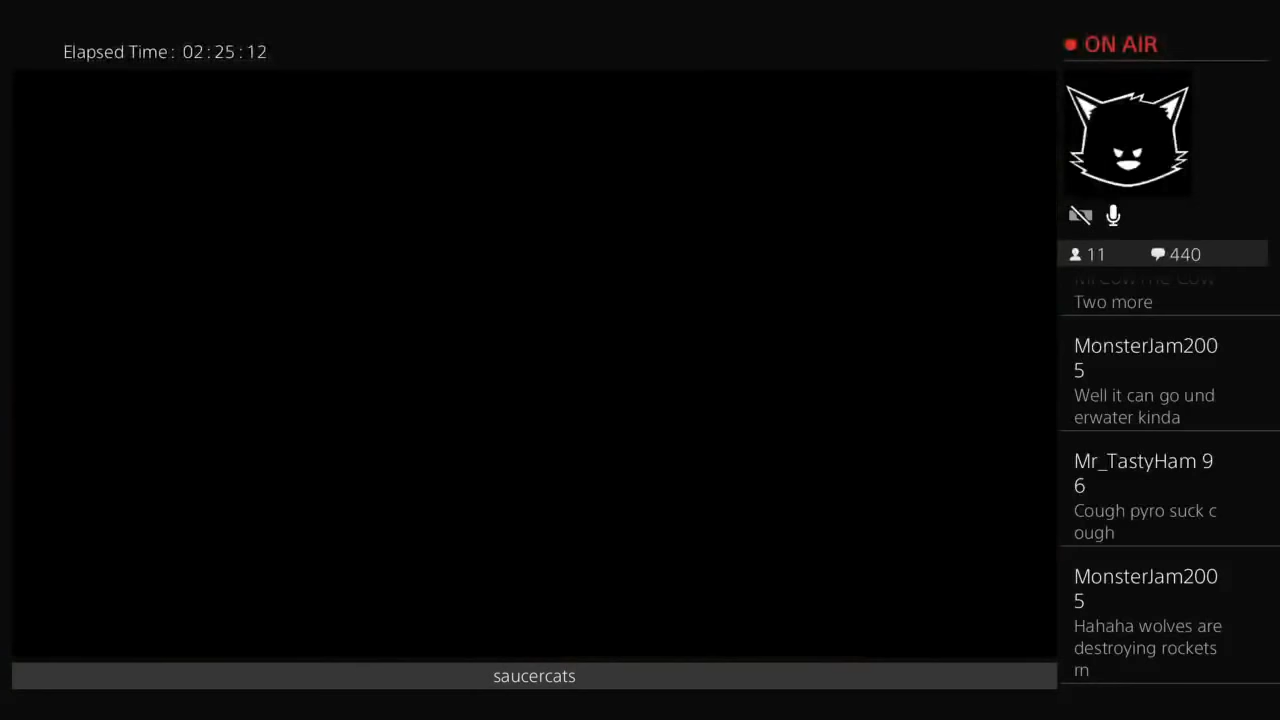 Elapsed Time: 02:25:12
ON AIR
11 440
Two more
MonsterJam200
5
Well it can go und
erwater kinda
Mr_TastyHam 9
6
Cough pyro suck c
ough
MonsterJam200
5
Hahaha wolves are
destroying rockets
rn
saucercats